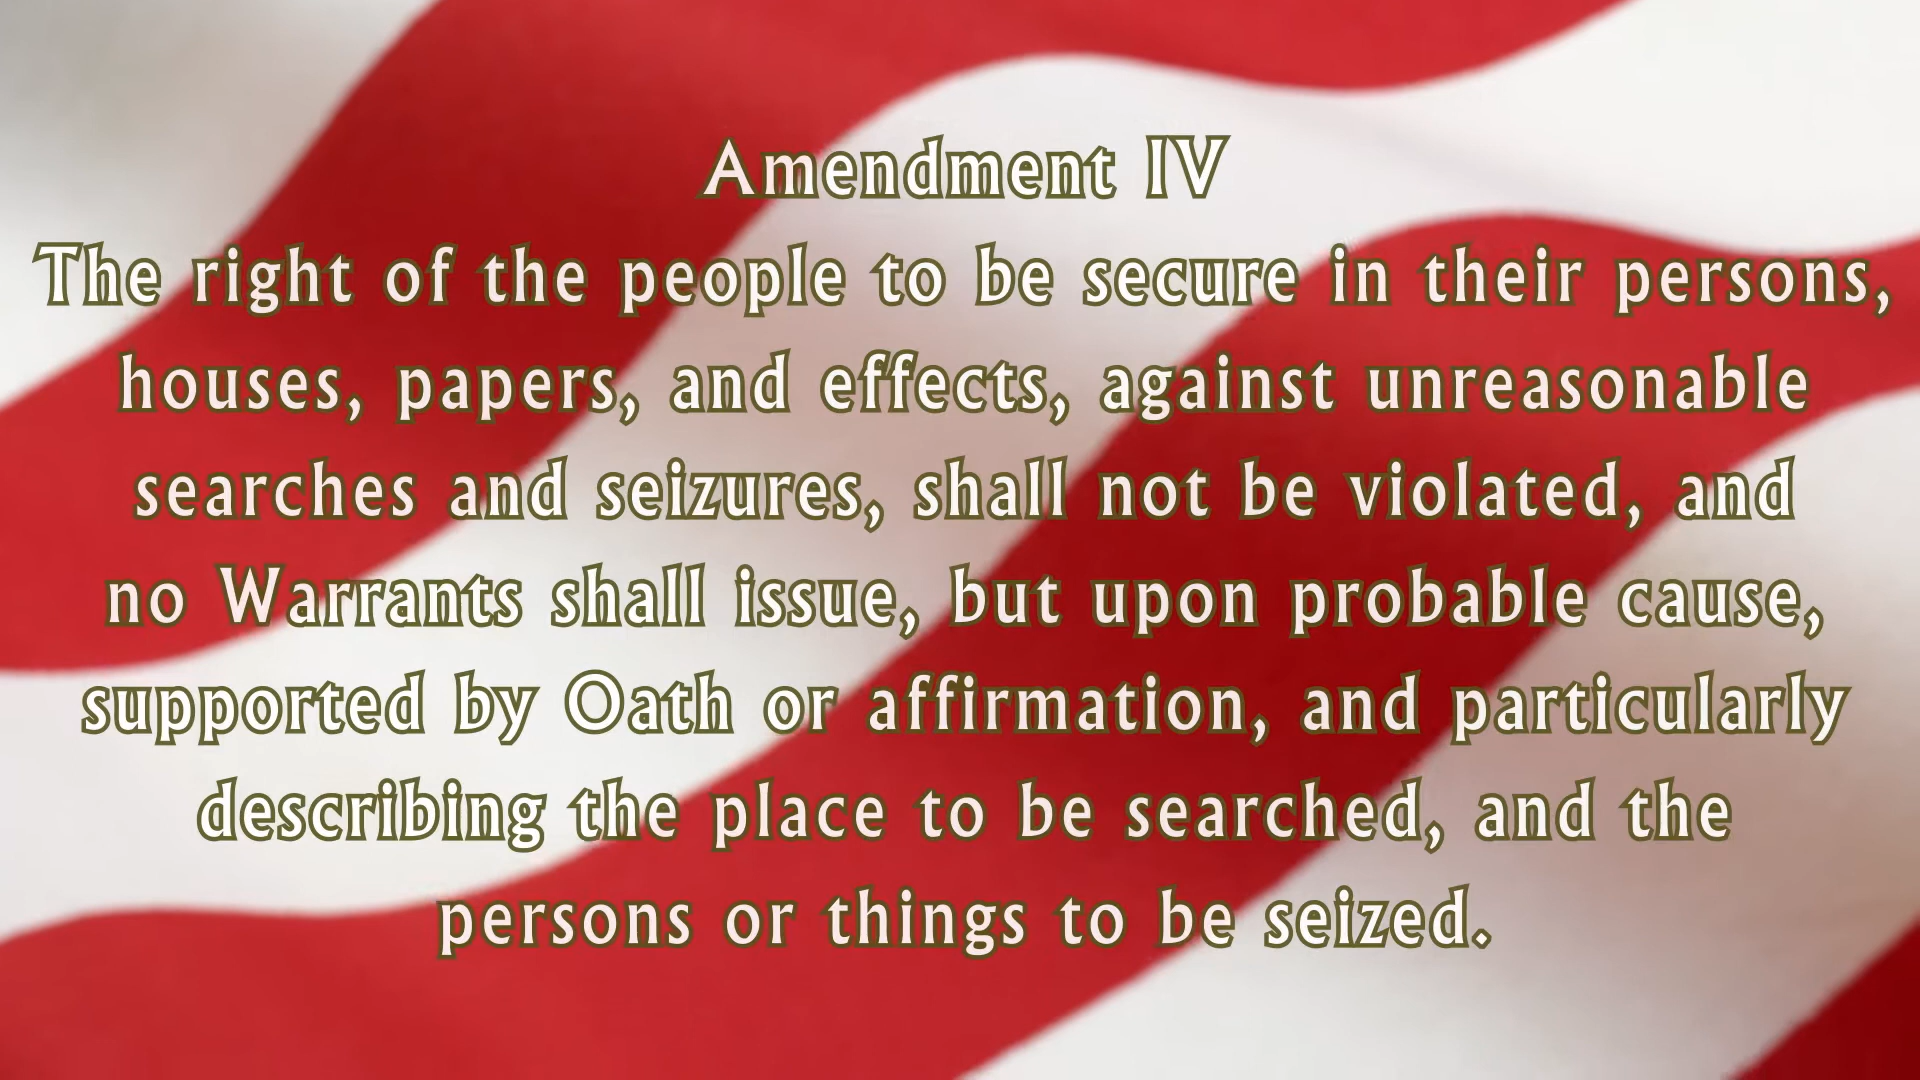 Amendment IV
The right of the people to be secure in their persons,
houses, papers, and effects, against unreasonable
searches and seizures, shall not be violated, and
no Warrants shall issue, but upon probable cause,
supported by Oath or affirmation, and particularly
describing the place to be searched, and the
persons or things to be seized.